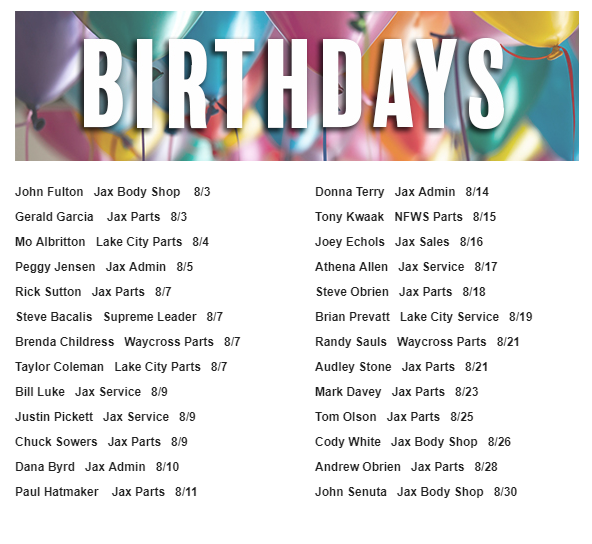 BIRTHDAYS
John Fulton Jax Body Shop 8/3
Gerald Garcia Jax Parts 8/3
Mo Albritton Lake City Parts 8/4
Peggy Jensen Jax Admin 8/5
Rick Sutton Jax Parts 8/7
Steve Bacalis Supreme Leader 8/7
Brenda Childress Waycross Parts 8/7
Taylor Coleman Lake City Parts 8/7
Bill Luke Jax Service 8/9
Justin Pickett Jax Service 8/9
Chuck Sowers Jax Parts 8/9
Dana Byrd Jax Admin 8/10
Paul Hatmaker Jax Parts 8/11
Donna Terry Jax Admin 8/14
Tony Kwaak NFWS Parts 8/15
Joey Echols Jax Sales 8/16
Athena Allen Jax Service 8/17
Steve Obrien Jax Parts 8/18
Brian Prevatt Lake City Service 8/19
Randy Sauls Waycross Parts 8/21
Audley Stone Jax Parts 8/21
Mark Davey Jax Parts 8/23
Tom Olson Jax Parts 8/25
Cody White Jax Body Shop 8/26
Andrew Obrien Jax Parts 8/28
John Senuta Jax Body Shop 8/30